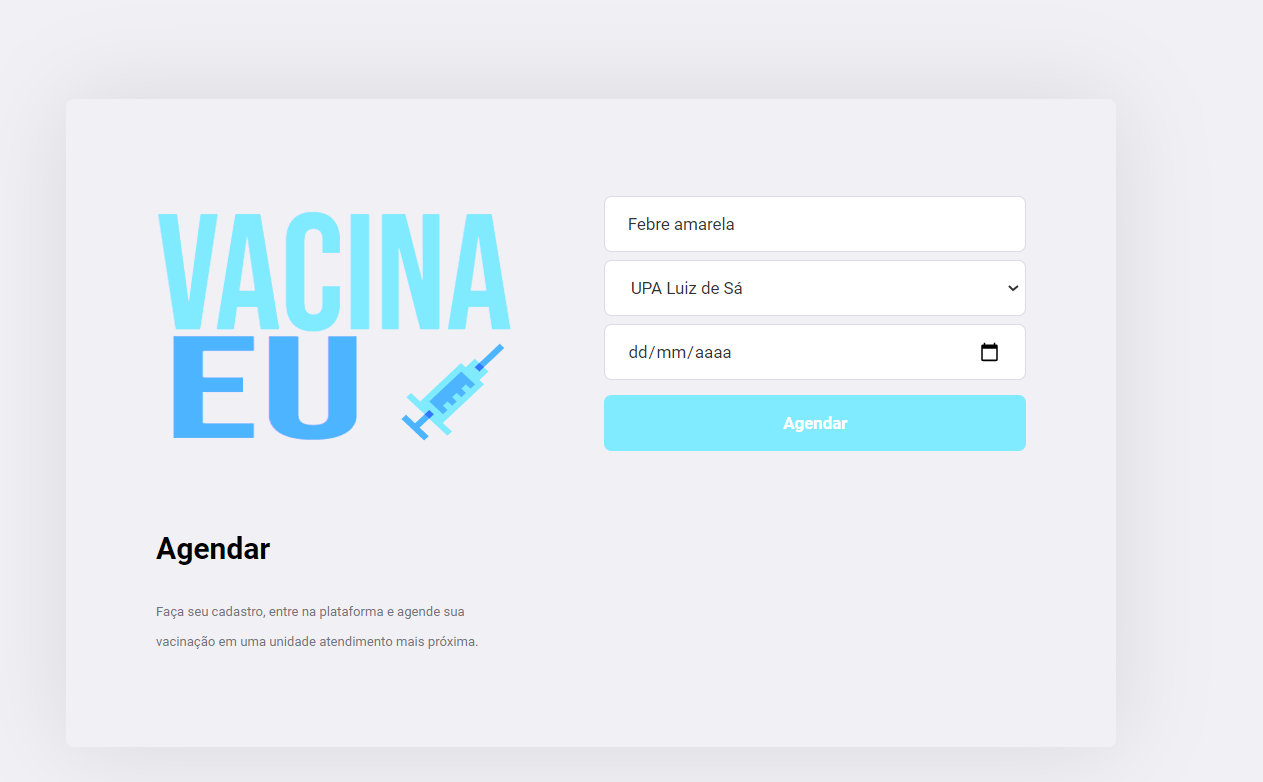 VACINA
EU
Febre amarela
UPA Luiz de Sá
dd/mm/aaaa
Agendar
Agendar
Faça seu cadastro, entre na plataforma e agende sua
vacinação em uma unidade atendimento mais próxima.